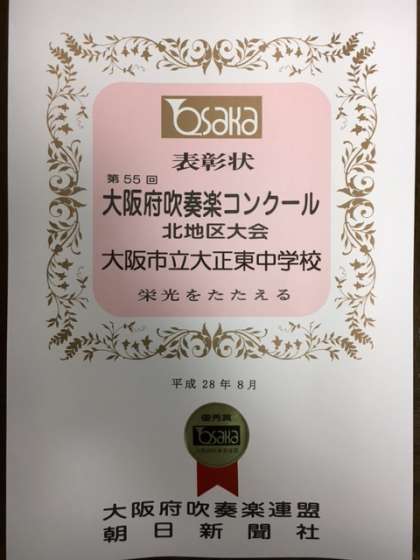 Osaka
表彰状
第55回
大阪府吹奏楽コンクール
北地区大会
大阪市立大正東中学校
栄光をたたえる
平成28年8月
優秀賞
Osaka
大阪府吹奏楽連盟
朝日新聞社